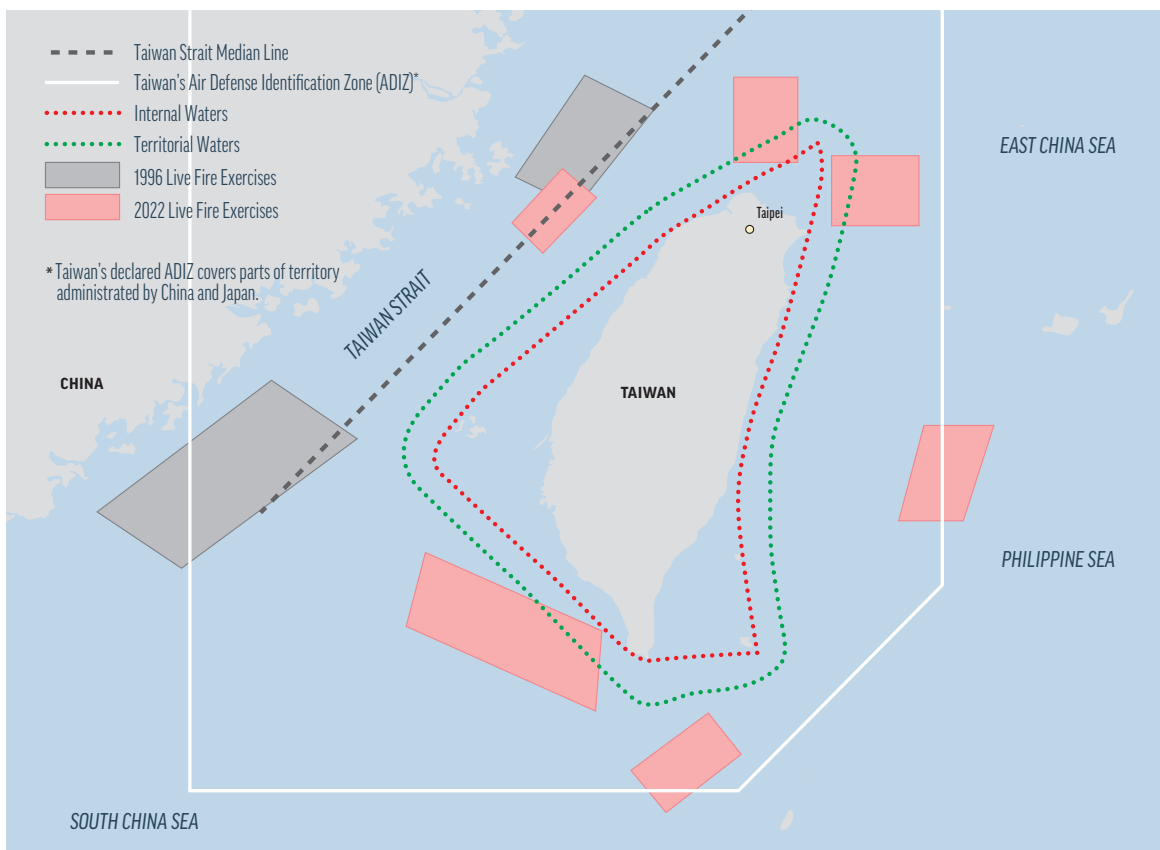 Taiwan Strait Median Line
Taiwan's Air Defense Identification Zone (ADIZ)*
Internal Waters
Territorial Waters
1996 Live Fire Exercises
2022 Live Fire Exercises
* Taiwan's declared ADIZ covers parts of territory
administrated by China and Japan.
EAST CHINA SEA
Taipei
TAIWAN STRAIT
CHINA
TAIWAN
PHILIPPINE SEA
SOUTH CHINA SEA